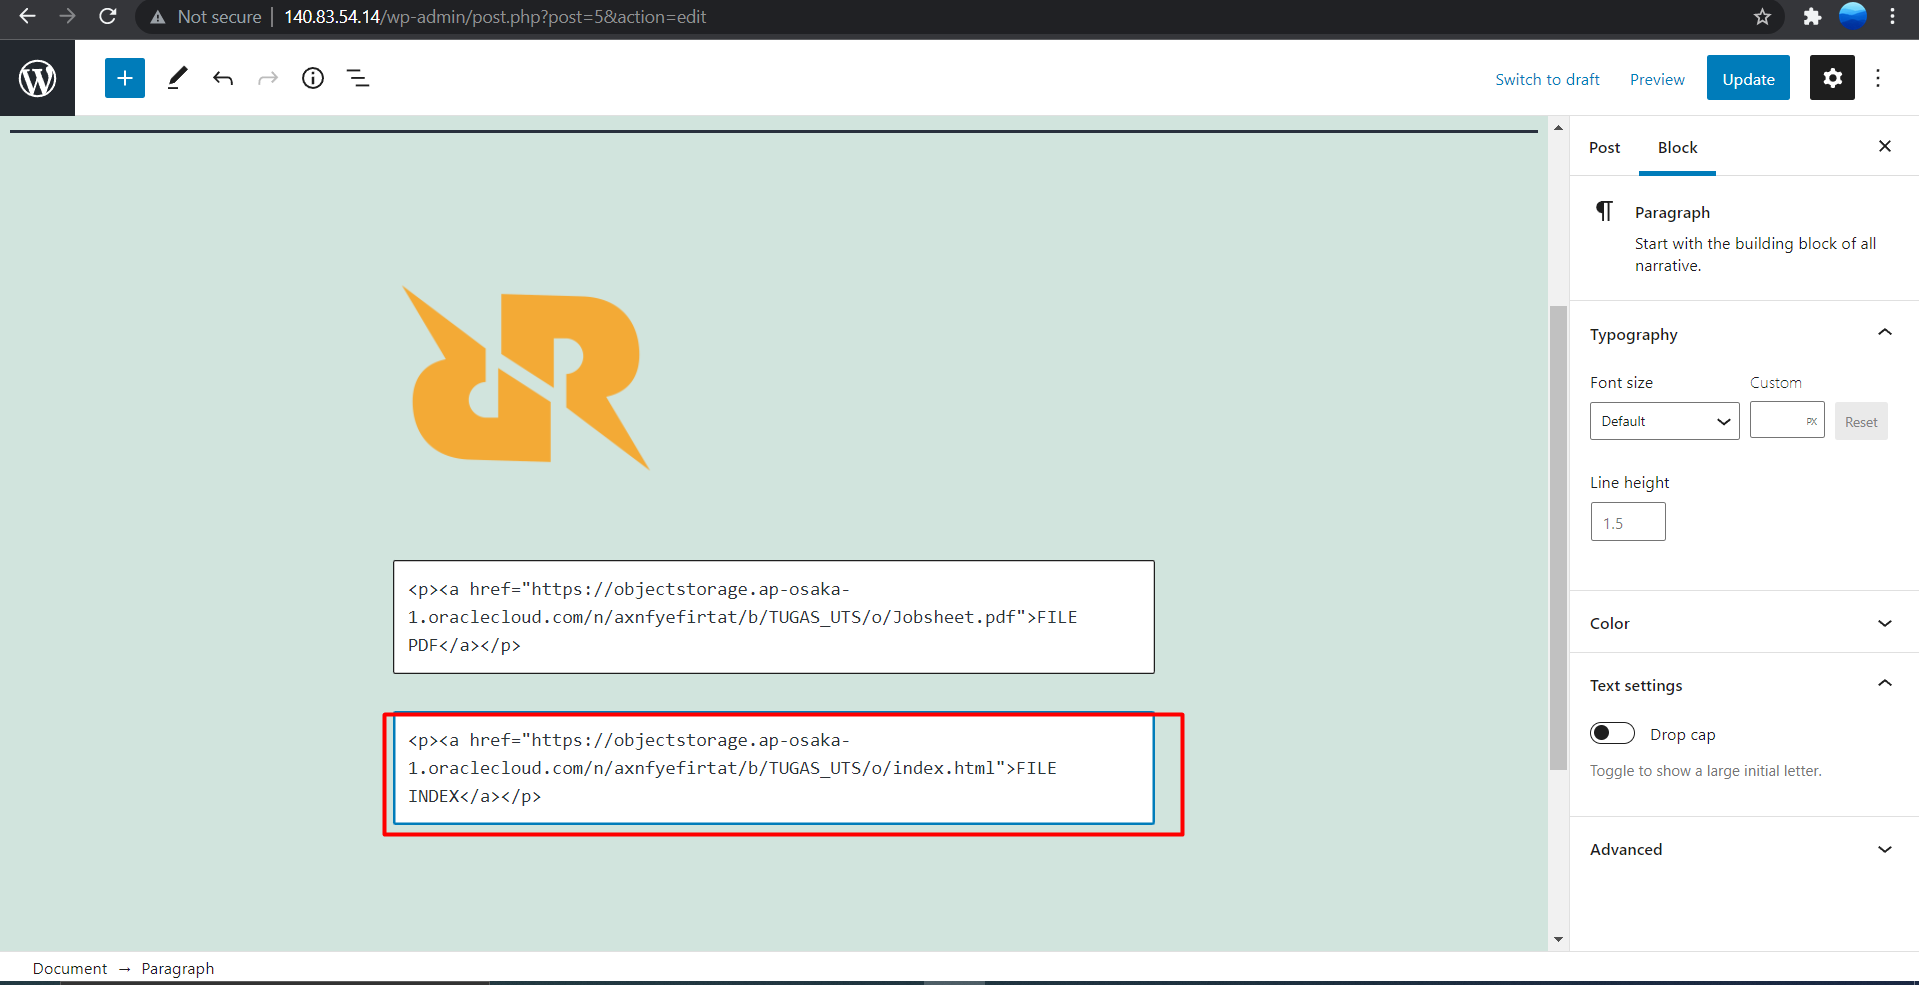 Not secure | 140.83.54.14/wp-admin/post.php?post=5&action=edit
Switch to draft
Preview
Update
Post
Block
Paragraph
Start with the building block of all
narrative.
Typography
Font size
Custom
Default
PX
Reset
Line height
1.5
<p><a href="https://objectstorage.ap-osaka-
1.oraclecloud.com/n/axnfyefirtat/b/TUGAS_UTS/o/Jobsheet.pdf">FILE
PDF</a></p>
Color
Text settings
<p><a href="https://objectstorage.ap-osaka-
1.oraclecloud.com/n/axnfyefirtat/b/TUGAS_UTS/o/index.html">FILE
INDEX</a></p>
Drop cap
Toggle to show a large initial letter.
Advanced
Document → Paragraph